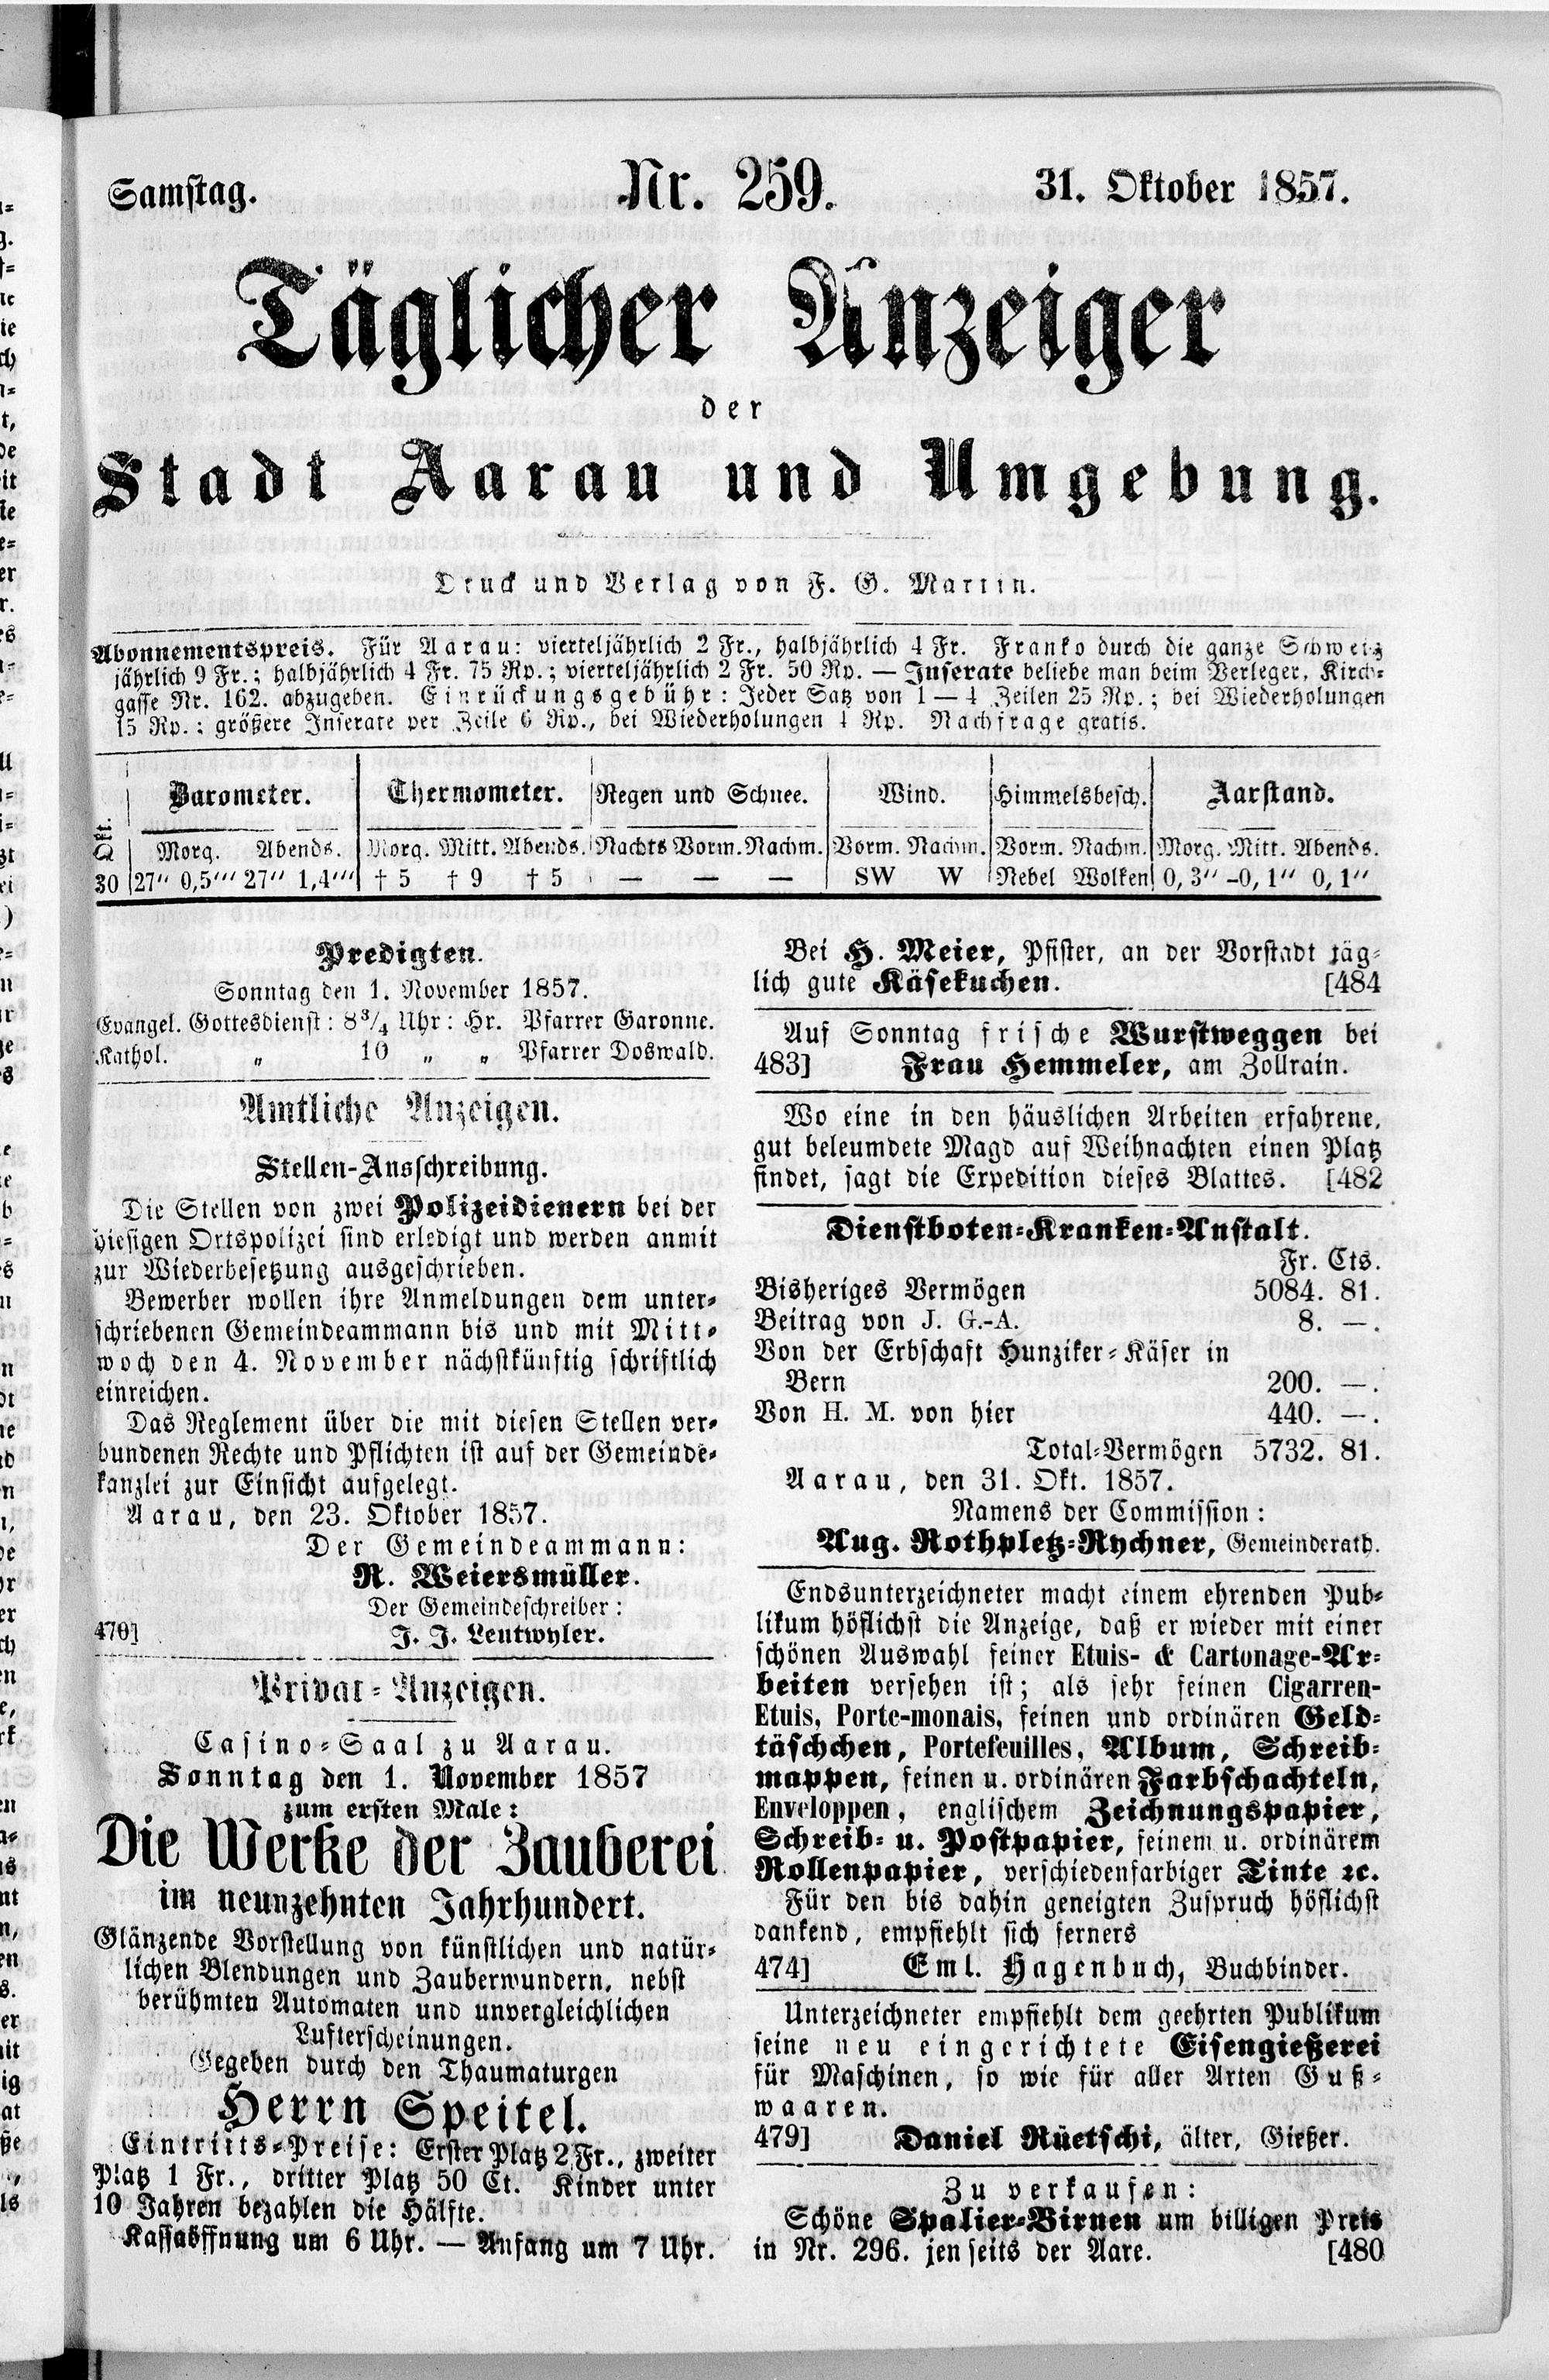 Samstag.
Nr. 259.
31. Oktober 1857.
Täglicher Anzeiger
der
Stadt Aarau und Umgebung.
Druck und Verlag von F. G. Martin.
Abonnementspreis. Für Aarau: vierteljährlich 2 Fr., halbjährlich 4 Fr. Franko durch die ganze Schweiz
jährlich 9 Fr.; halbjährlich 4 Fr. 75 Rp.; vierteljährlich 2 Fr. 50 Rp. — Inserate beliebe man beim Verleger, Kirch-
gasse Nr. 162. abzugeben. Einrückungsgebühr: Jeder Satz von 1 — 4 Zeilen 25 Rp.; bei Wiederholungen
15 Rp.; größere Inserate per Zeile 6 Rp., bei Wiederholungen 4 Rp. Nachfrage gratis.
Okt. Barometer. Thermometer. Regen und Schnee. Wind. Himmelsbesch. Aarstand.
Morg. Abends. Morg. Mitt. Abends. Nachts Vorm. Nachm. Vorm. Nachm. Vorm. Nachm. Morg. Mitt. Abends.
30 27" 0,5"' 27" 1,4"' † 5 † 9 † 5 — — — SW W Nebel Wolken 0, 3" -0, 1" 0, 1"
Predigten.
Sonntag den 1. November 1857.
Evangel. Gottesdienst: 8¾ Uhr: Hr. Pfarrer Garonne.
Kathol. „ 10 „ „ Pfarrer Doswald.
Amtliche Anzeigen.
Stellen-Ausschreibung.
Die Stellen von zwei Polizeidienern bei der
hiesigen Ortspolizei sind erledigt und werden anmit
zur Wiederbesetzung ausgeschrieben.
Bewerber wollen ihre Anmeldungen dem unter-
schriebenen Gemeindeammann bis und mit Mitt-
woch den 4. November nächstkünftig schriftlich
einreichen.
Das Reglement über die mit diesen Stellen ver-
bundenen Rechte und Pflichten ist auf der Gemeinde-
kanzlei zur Einsicht aufgelegt.
Aarau, den 23. Oktober 1857.
Der Gemeindeammann:
R. Weiersmüller.
Der Gemeindeschreiber:
470] J. J. Leutwyler.
Privat-Anzeigen.
Casino-Saal zu Aarau.
Sonntag den 1. November 1857
zum ersten Male:
Die Werke der Zauberei
im neunzehnten Jahrhundert.
Glänzende Vorstellung von künstlichen und natür-
lichen Blendungen und Zauberwundern, nebst
berühmten Automaten und unvergleichlichen
Lufterscheinungen.
Gegeben durch den Thaumaturgen
Herrn Speitel.
Eintritts-Preise: Erster Platz 2 Fr., zweiter
Platz 1 Fr., dritter Platz 50 Ct. Kinder unter
10 Jahren bezahlen die Hälfte.
Kassaöffnung um 6 Uhr. — Anfang um 7 Uhr.
Bei H. Meier, Pfister, an der Vorstadt täg-
lich gute Käsekuchen. [484
Auf Sonntag frische Wurstweggen bei
483] Frau Hemmeler, am Zollrain.
Wo eine in den häuslichen Arbeiten erfahrene,
gut beleumdete Magd auf Weihnachten einen Platz
findet, sagt die Expedition dieses Blattes. [482
Dienstboten-Kranken-Anstalt.
Fr. Cts.
Bisheriges Vermögen 5084. 81.
Beitrag von J. G.-A. 8. —.
Von der Erbschaft Hunziker-Käser in
Bern 200. —.
Von H. M. von hier 440. —.
Total-Vermögen 5732. 81.
Aarau, den 31. Okt. 1857.
Namens der Commission:
Aug. Rothpletz-Rychner, Gemeinderath.
Endsunterzeichneter macht einem ehrenden Pub-
likum höflichst die Anzeige, daß er wieder mit einer
schönen Auswahl feiner Etuis- & Cartonage-Ar-
beiten versehen ist; als sehr feinen Cigarren-
Etuis, Porte-monais, feinen und ordinären Geld-
täschchen, Portefeuilles, Album, Schreib-
mappen, feinen u. ordinären Farbschachteln,
Enveloppen, englischem Zeichnungspapier,
Schreib- u. Postpapier, feinem u. ordinärem
Rollenpapier, verschiedenfarbiger Tinte ꝛc.
Für den bis dahin geneigten Zuspruch höflichst
dankend, empfiehlt sich ferners
474] Eml. Hagenbuch, Buchbinder.
Unterzeichneter empfiehlt dem geehrten Publikum
seine neu eingerichtete Eisengießerei
für Maschinen, so wie für aller Arten Guß-
waaren.
479] Daniel Rüetschi, älter, Gießer.
Zu verkaufen:
Schöne Spalier-Birnen um billigen Preis
in Nr. 296. jenseits der Aare. [480